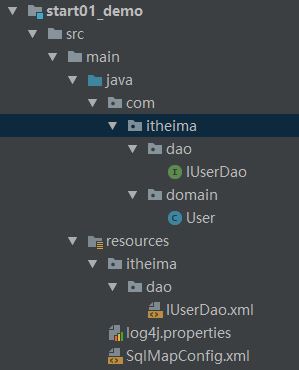 start01_demo
src
main
java
com
itheima
dao
I IUserDao
domain
C User
resources
itheima
dao
IUserDao.xml
log4j.properties
SqlMapConfig.xml